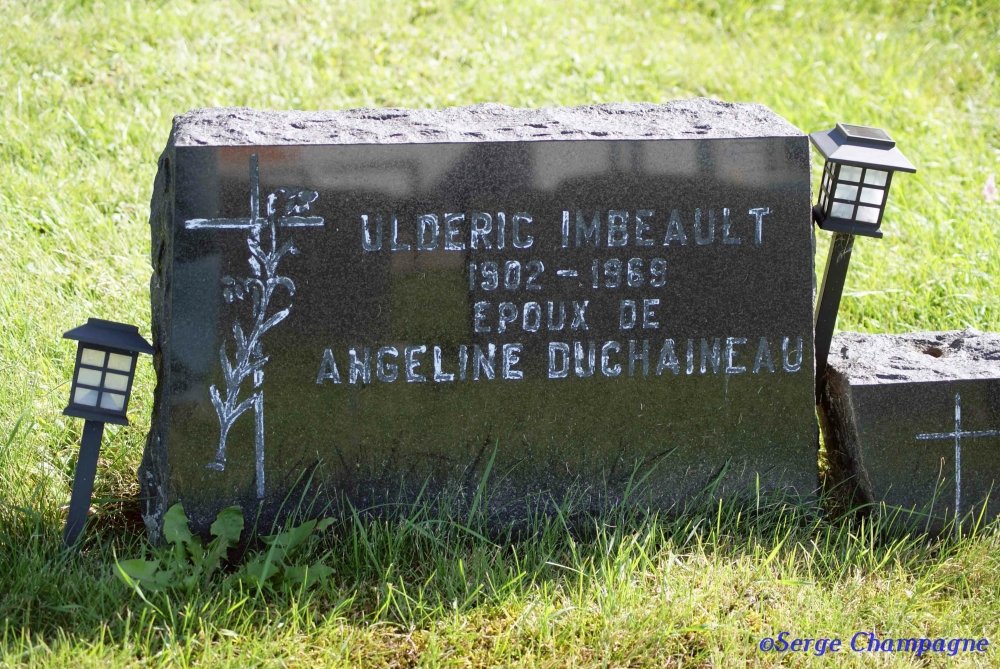 ULDERIC IMBEAULT
1902 - 1969
EPOUX DE
ANGELINE DUCHAINEAU
©Serge Champagne